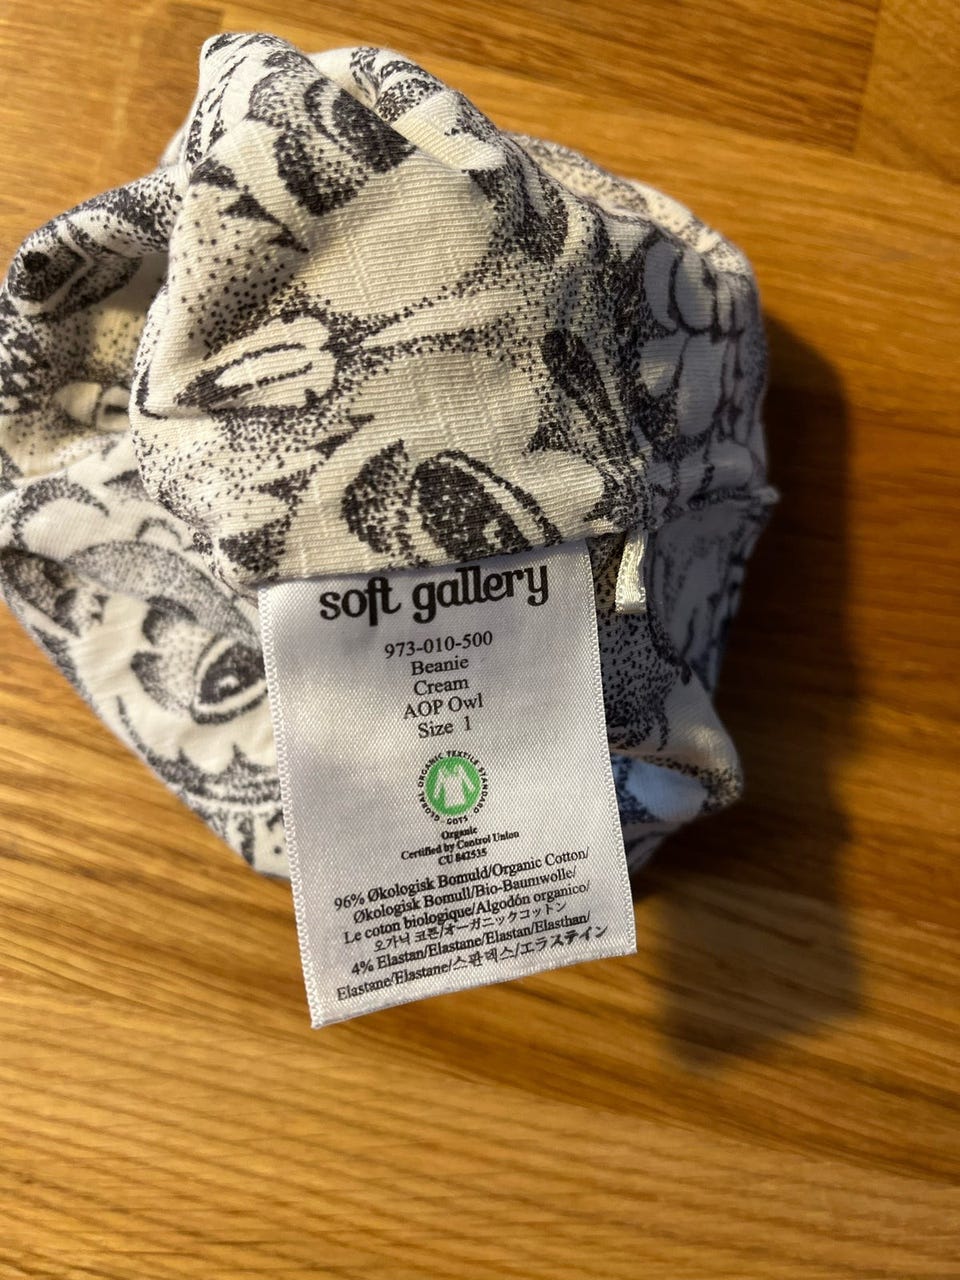 soft gallery
973-010-500
Beanie
Cream
AOP Owl
Size 1
GLOBAL ORGANIC TEXTILE STANDARD
GOTS
Organic
Certified by Control Union
CU 842535
96% Økologisk Bomuld/Organic Cotton/
Økologisk Bomull/Bio-Baumwolle/
Le coton biologique/Algodón organico/
오가닉 코튼/オーガニックコットン
4% Elastan/Elastane/Elastan/Elasthan/
Elastane/Elastane/스판덱스/エラステイン